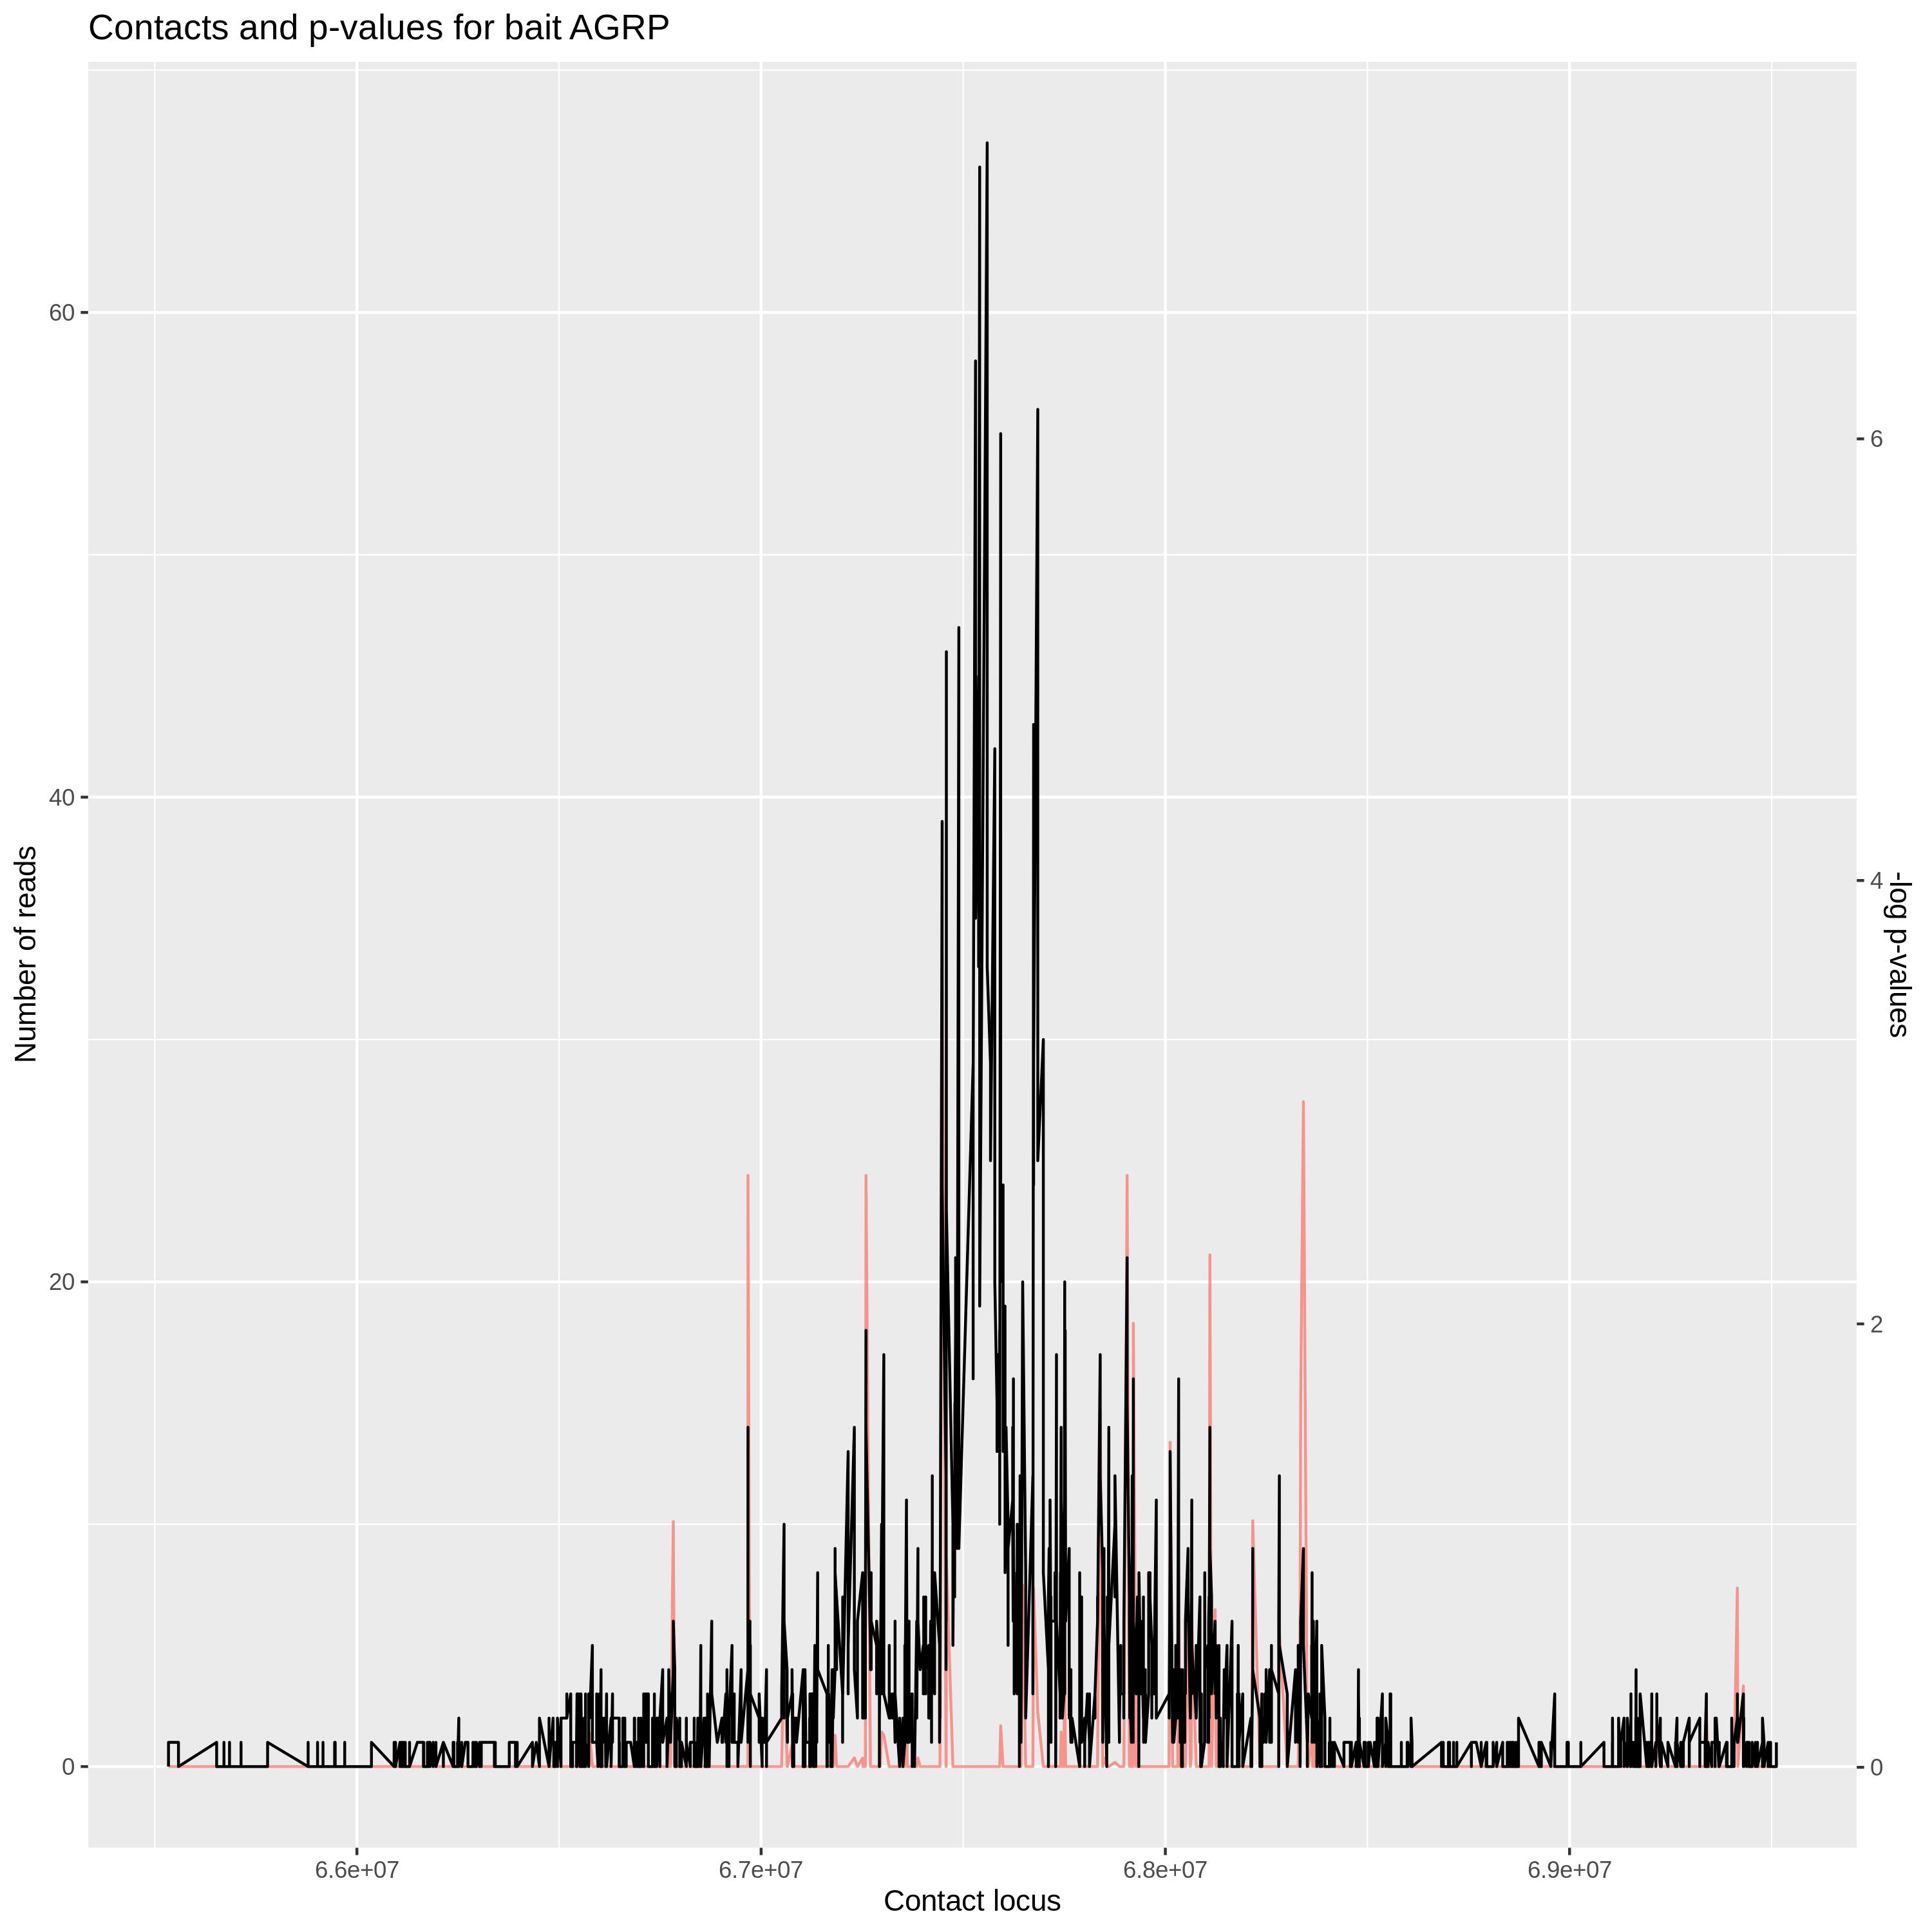 Contacts and p-values for bait AGRP
60
40
20
0
Number of reads
6
4
2
0
-log p-values
6.6e+07
6.7e+07
6.8e+07
6.9e+07
Contact locus